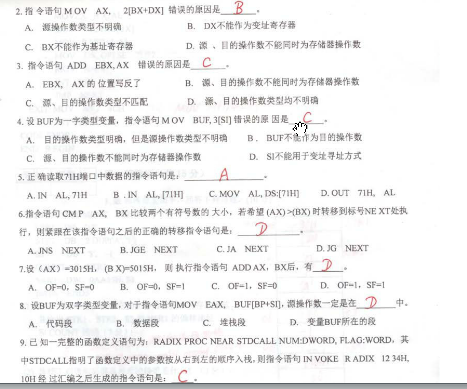 2.指 令语句 M OV AX, 2[BX+DX] 错误的原因是 B 。
A. 源操作数类型不明确 B. DX不能作为变址寄存器
C. BX不能作为基址寄存器 D. 源 、目的操作数不能同时为存储器操作数
3. 指令语句 ADD EBX, AX 错误的原因是 C 。
A. EBX, AX 的 位置写反了 B. 源、目的操作数不能同时为存储器操作数
C. 源、目的操作数类型不匹配 D. 源、目的操作数类型均不明确
4. 设 BUF为一字类型变量，指令语句 M OV BUF, 3[SI] 错误的原 因是 C 。
A. 目的操作数类型明确，但是源操作数类型不明确 B . BUF不能作为目的操作数
C. 源、目的操作数不能同时为存储器操作数 D. SI不能用于变址寻址方式
5. 正 确读取71H端口中数据的指令语句是： A 。
A. IN AL, 71H B . IN AL, [71H] C. MOV AL, DS:[71H] D. OUT 71H, AL
6.指令语句 CM P AX, BX 比较两个有符号数的 大小，若希望 (AX) >(BX) 时转移到标号NE XT处执
行，则紧跟在该指令语句之后的正确的转移指令语句是： D 。
A. JNS NEXT B. JGE NEXT C. JA NEXT D. JG NEXT
7.设（AX）=3015H, (B X)=5015H, 则 执行指令语句 ADD AX，BX后，有 D 。
A. OF=0, SF=0 B. OF=0, SF=1 C. OF=1, SF=0 D. OF=1, SF=1
8. 设BUF为双字类型变量, 对于指令语句MOV EAX, BUF[BP+SI]，源操作数一定是在 D 中。
A. 代码段 B. 数据段 C. 堆栈段 D. 变量BUF所在的段
9. 已 知一完整的函数定义语句为：RADIX PROC NEAR STDCALL NUM:DWORD, FLAG:WORD，其
中STDCALL指明了函数定义中的参数按从右到左的顺序入栈，则指令语句 IN VOKE R ADIX 12 34H,
10H 经 过汇编之后生成的指令语句是： C 。